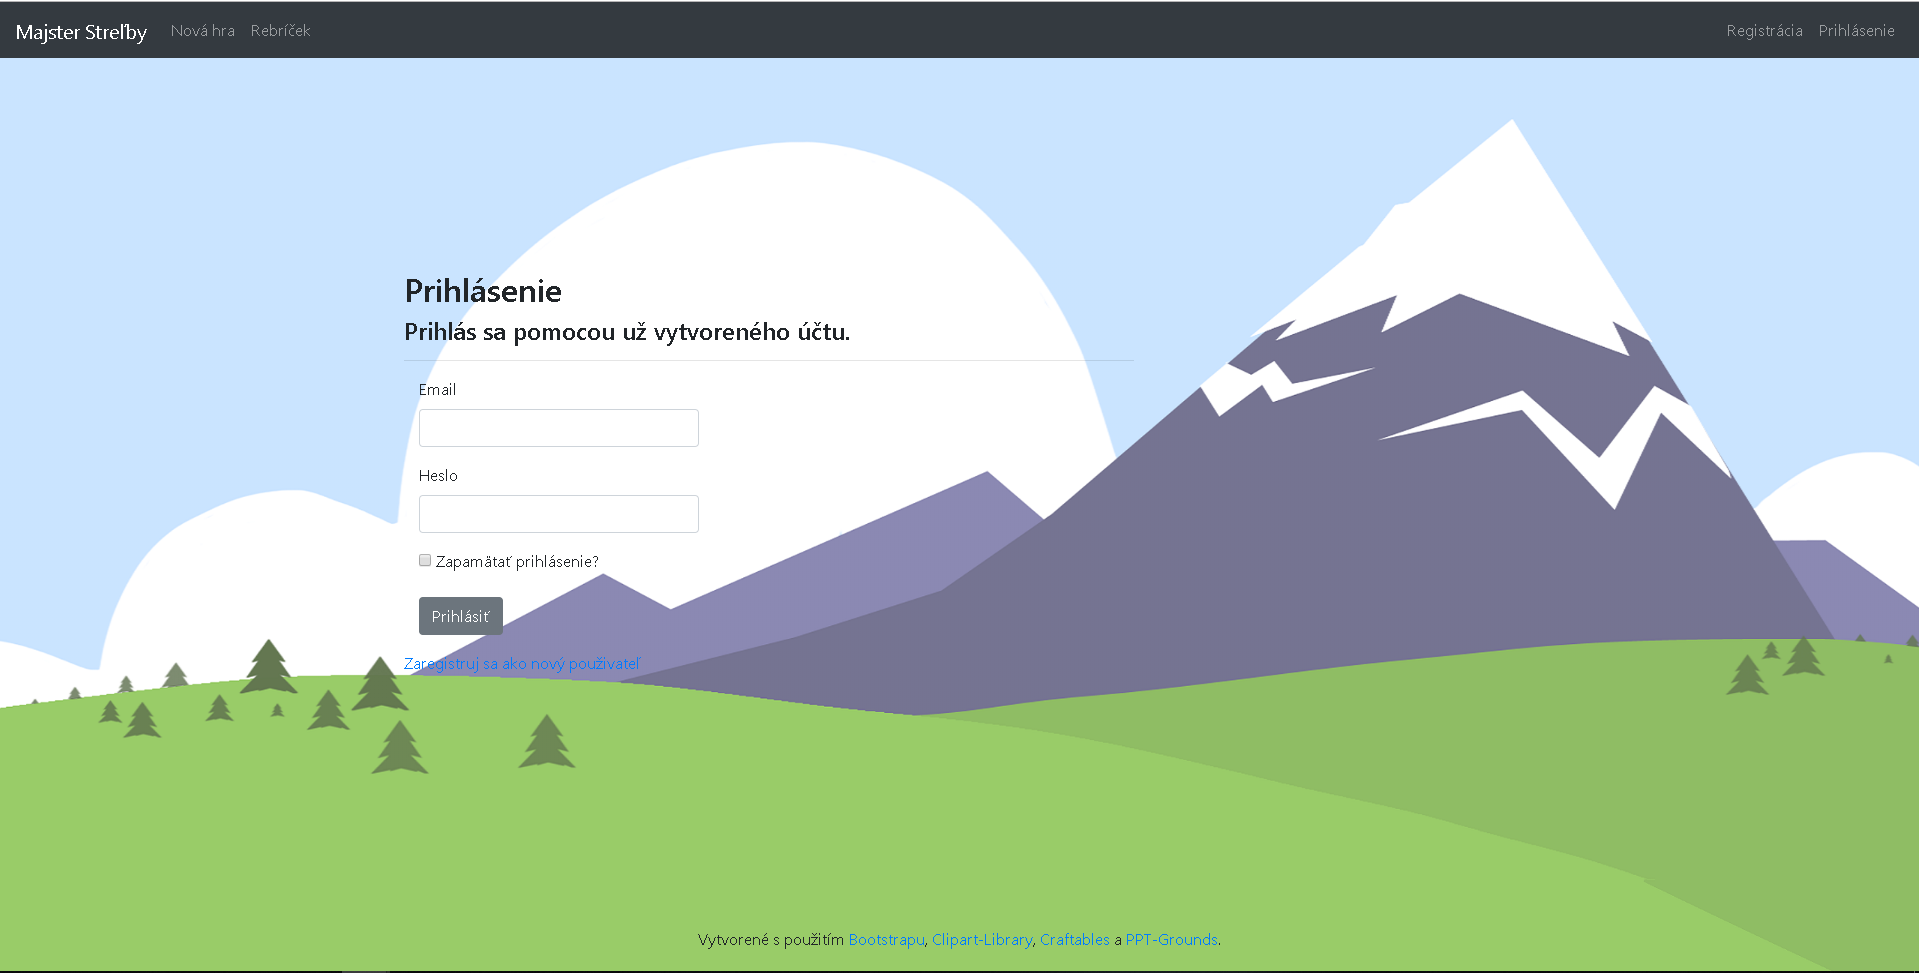 Majster Streľby Nová hra Rebríček Registrácia Prihlásenie
Prihlásenie
Prihlás sa pomocou už vytvoreného účtu.
Email
Heslo
Zapamätať prihlásenie?
Prihlásiť
Zaregistruj sa ako nový používateľ
Vytvorené s použitím Bootstrapu, Clipart-Library, Craftables a PPT-Grounds.